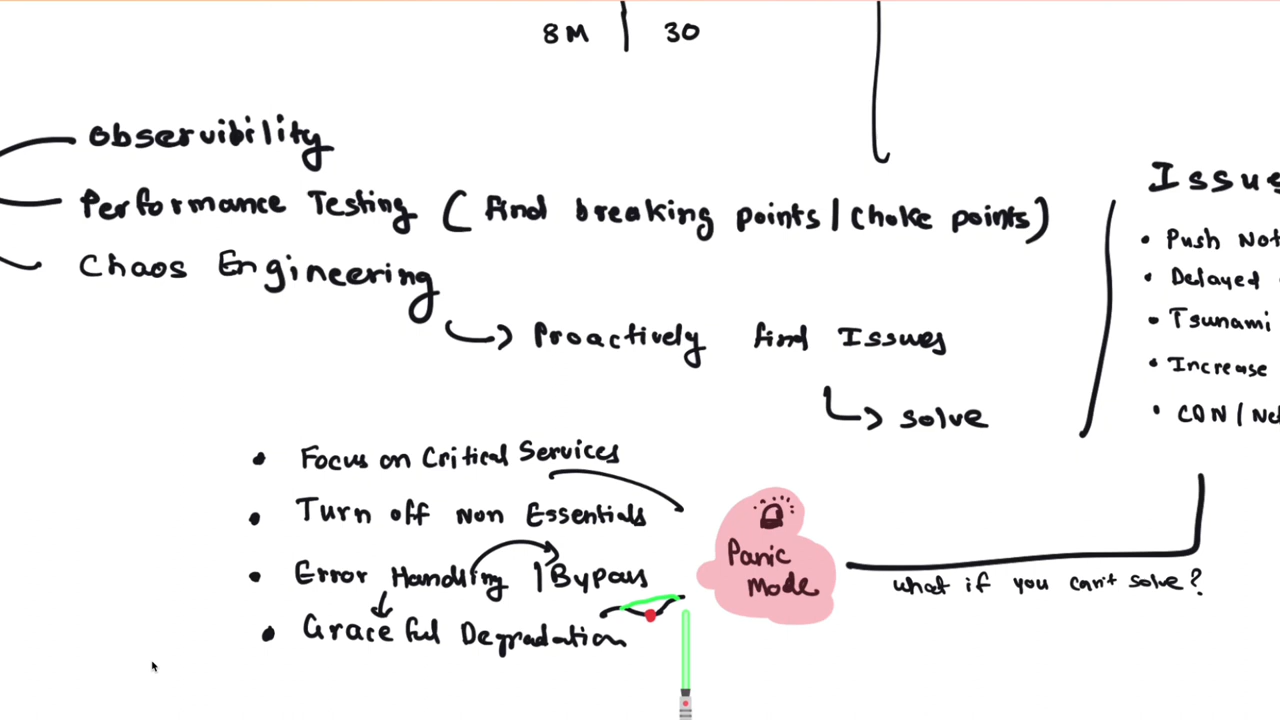 8M | 30
Observibility
Performance Testing ( find breaking points / choke points )
Chaos Engineering
Proactively find Issues
solve
Issues
• Push Not
• Delayed
• Tsunami
• Increase
• CDN / Ne
• Focus on Critical Services
• Turn off Non Essentials
• Error Handling / Bypass
• Graceful Degradation
Panic
Mode
what if you can't solve?